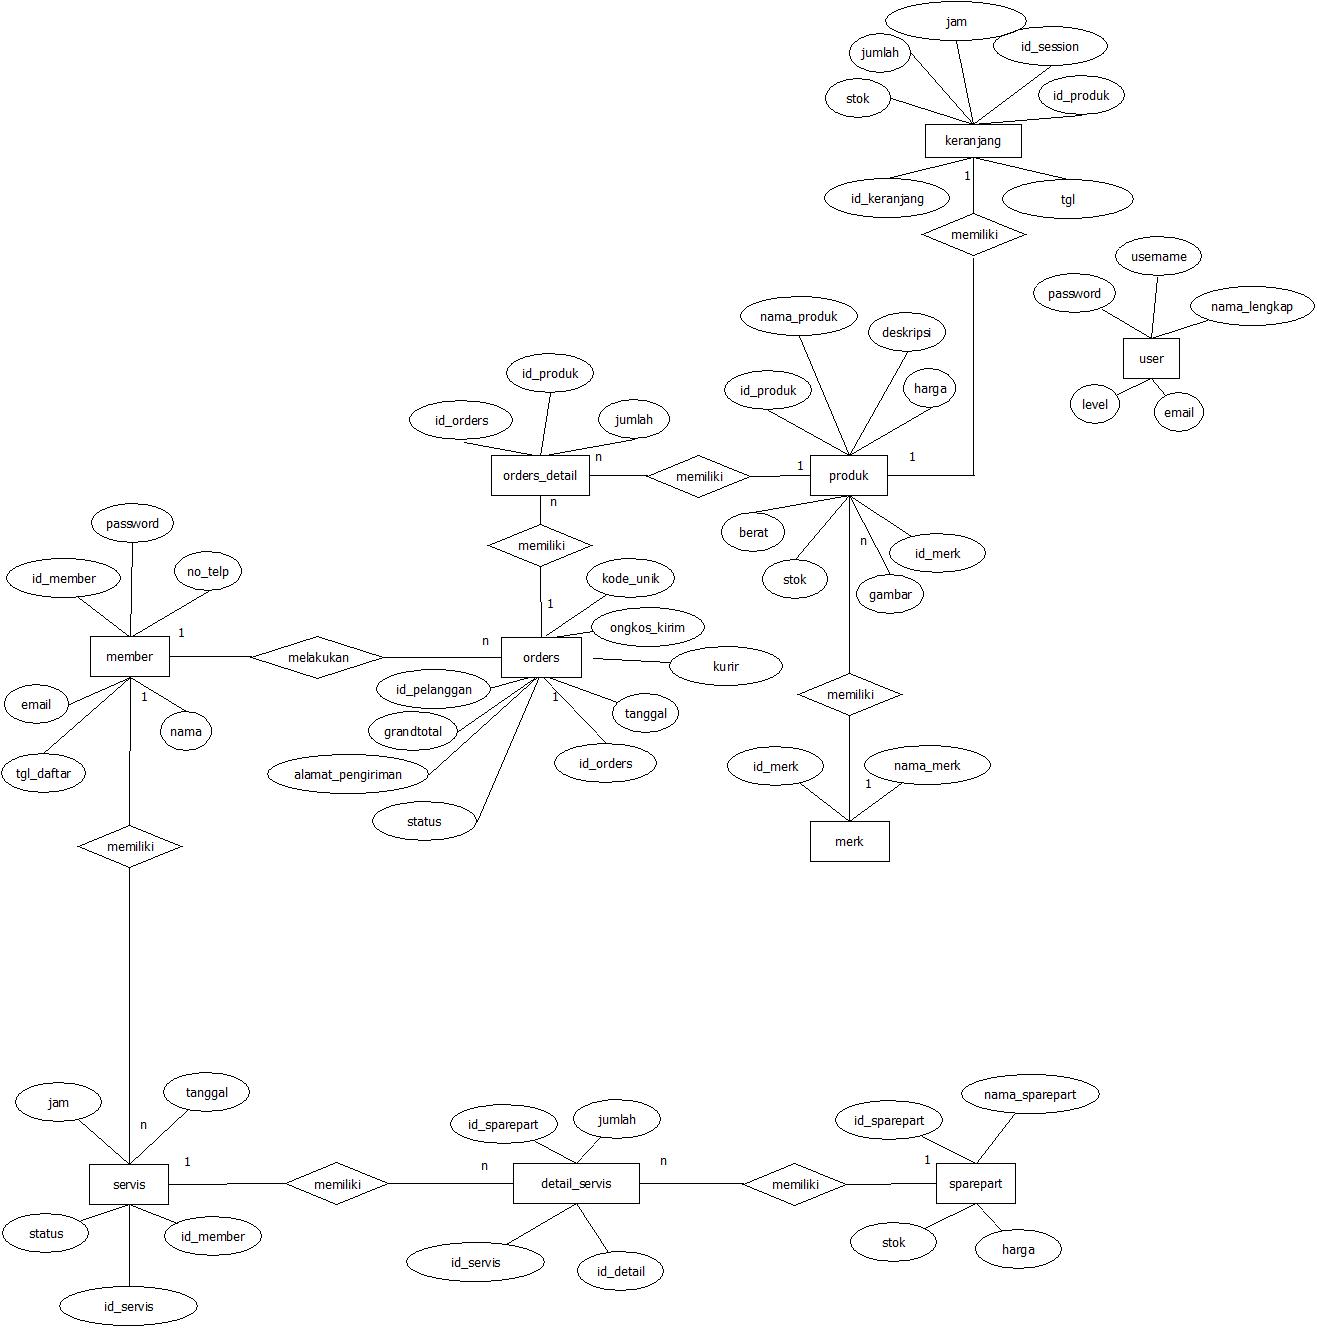 jam
id_session
jumlah
id_produk
stok
keranjang
1
id_keranjang
tgl
memiliki
username
password
nama_lengkap
user
level
email
nama_produk
deskripsi
id_produk
harga
id_produk
id_orders
jumlah
n
1
1
orders_detail
memiliki
produk
n
berat
n
id_merk
stok
gambar
memiliki
password
id_member
no_telp
kode_unik
1
ongkos_kirim
1
n
member
melakukan
orders
kurir
id_pelanggan
1
1
tanggal
email
nama
grandtotal
memiliki
tgl_daftar
alamat_pengiriman
id_orders
id_merk
nama_merk
1
status
merk
memiliki
jam
tanggal
n
id_sparepart
jumlah
id_sparepart
nama_sparepart
1
n
n
1
servis
memiliki
detail_servis
memiliki
sparepart
status
id_member
stok
harga
id_servis
id_detail
id_servis